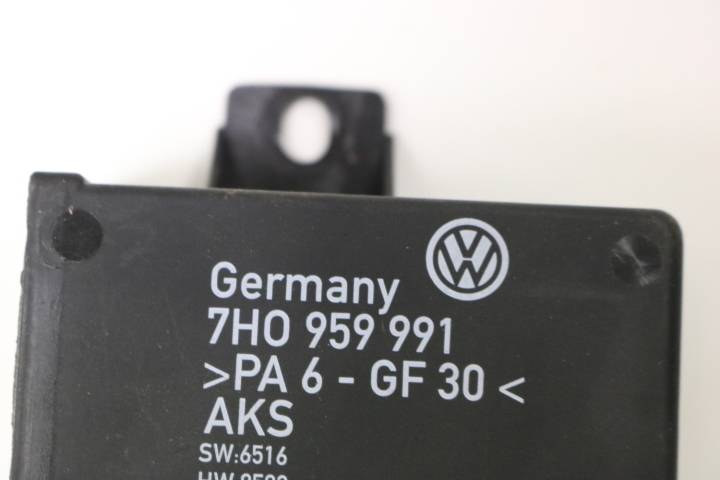 Germany
7H0 959 991
>PA 6 - GF 30 <
AKS
SW:6516